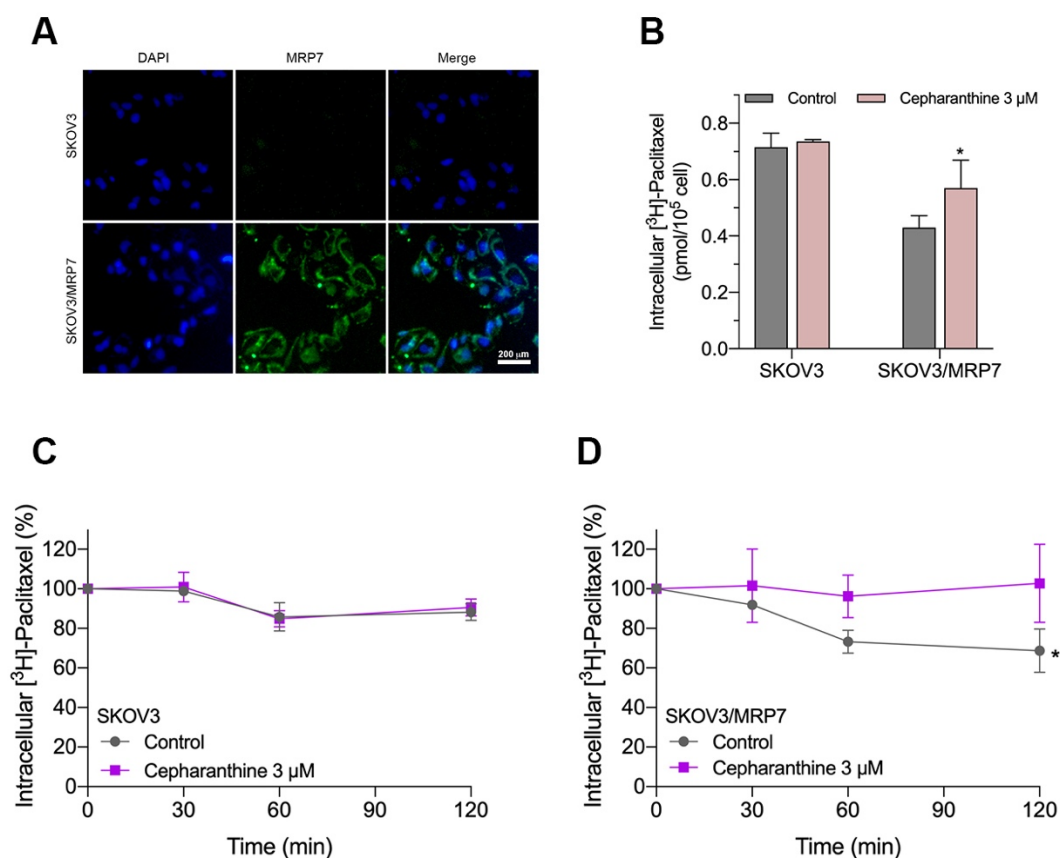 A
DAPI
MRP7
Merge
SKOV3
SKOV3/MRP7
200 μm
B
Control
Cepharanthine 3 μM
Intracellular [³H]-Paclitaxel
(pmol/10⁵ cell)
0.8
0.6
0.4
0.2
0.0
*
SKOV3
SKOV3/MRP7
C
Intracellular [³H]-Paclitaxel (%)
120
100
80
60
40
20
0
SKOV3
Control
Cepharanthine 3 μM
0 30 60 90 120
Time (min)
D
Intracellular [³H]-Paclitaxel (%)
120
100
80
60
40
20
0
*
SKOV3/MRP7
Control
Cepharanthine 3 μM
0 30 60 90 120
Time (min)